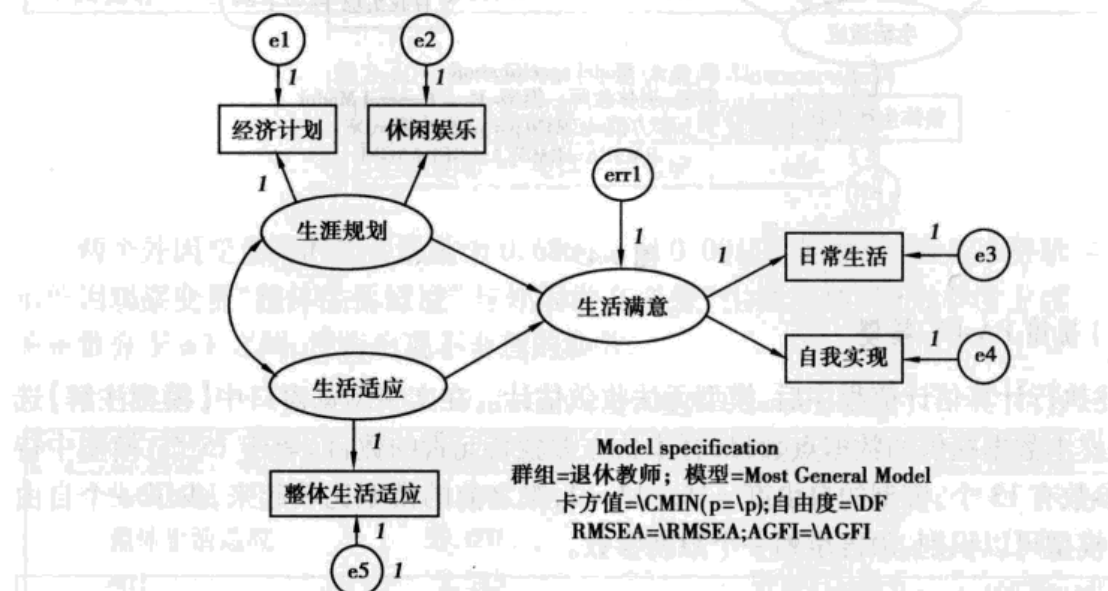 e1
e2
1
1
经济计划
休闲娱乐
err1
1
生涯规划
1
1
日常生活
1
e3
生活满意
自我实现
1
e4
生活适应
1
整体生活适应
1
e5
1
Model specification
群组=退休教师；模型=Most General Model
卡方值=\CMIN(p=\p);自由度=\DF
RMSEA=\RMSEA;AGFI=\AGFI